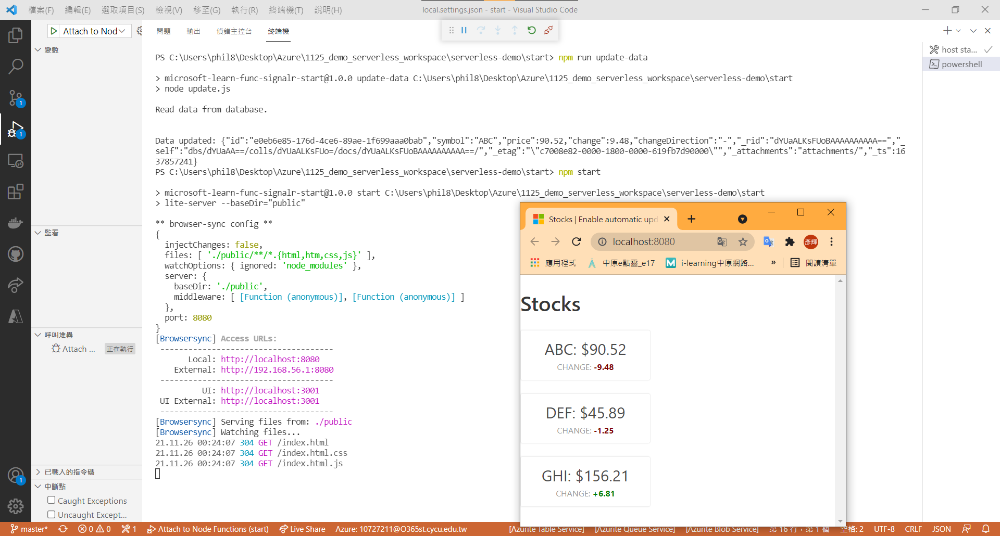 檔案(F) 編輯(E) 選取項目(S) 檢視(V) 移至(G) 執行(R) 終端機(T) 說明(H)
local.settings.json - start - Visual Studio Code
Attach to Nod
問題 輸出 偵錯主控台 終端機
變數
監看
呼叫堆疊
Attach ... 正在執行
已載入的指令碼
中斷點
Caught Exceptions
Uncaught Except...
1
1
1
PS C:\Users\phil8\Desktop\Azure\1125_demo_serverless_workspace\serverless-demo\start> npm run update-data
> microsoft-learn-func-signalr-start@1.0.0 update-data C:\Users\phil8\Desktop\Azure\1125_demo_serverless_workspace\serverless-demo\start
> node update.js
Read data from database.
Data updated: {"id":"e0eb6e85-176d-4ce6-89ae-1f699aaa0bab","symbol":"ABC","price":90.52,"change":9.48,"changeDirection":"-","_rid":"dYUaALKsFUoBAAAAAAAAAA==","_
self":"dbs/dYUaAA==/colls/dYUaALKsFUo=/docs/dYUaALKsFUoBAAAAAAAAAA==/","_etag":"\"c7008e82-0000-1800-0000-619fb7d90000\"","_attachments":"attachments/","_ts":16
37857241}
PS C:\Users\phil8\Desktop\Azure\1125_demo_serverless_workspace\serverless-demo\start> npm start
> microsoft-learn-func-signalr-start@1.0.0 start C:\Users\phil8\Desktop\Azure\1125_demo_serverless_workspace\serverless-demo\start
> lite-server --baseDir="public"
** browser-sync config **
{
injectChanges: false,
files: [ './public/**/*.{html,htm,css,js}' ],
watchOptions: { ignored: 'node_modules' },
server: {
baseDir: './public',
middleware: [ [Function (anonymous)], [Function (anonymous)] ]
},
port: 8080
}
[Browsersync] Access URLs:
-------------------------------------
Local: http://localhost:8080
External: http://192.168.56.1:8080
-------------------------------------
UI: http://localhost:3001
UI External: http://localhost:3001
-------------------------------------
[Browsersync] Serving files from: ./public
[Browsersync] Watching files...
21.11.26 00:24:07 304 GET /index.html
21.11.26 00:24:07 304 GET /index.html.css
21.11.26 00:24:07 304 GET /index.html.js
host sta...
powershell
Stocks | Enable automatic upd
localhost:8080
彥輝
應用程式 中原e點靈_e17 i-learning中原網路... » 閱讀清單
Stocks
ABC: $90.52
CHANGE: -9.48
DEF: $45.89
CHANGE: -1.25
GHI: $156.21
CHANGE: +6.81
master* 0 0 1 Attach to Node Functions (start) Live Share Azure: 10727211@O365st.cycu.edu.tw [Azurite Table Service] [Azurite Queue Service] [Azurite Blob Service] 第 16 行，第 1 欄 空格: 2 UTF-8 CRLF JSON